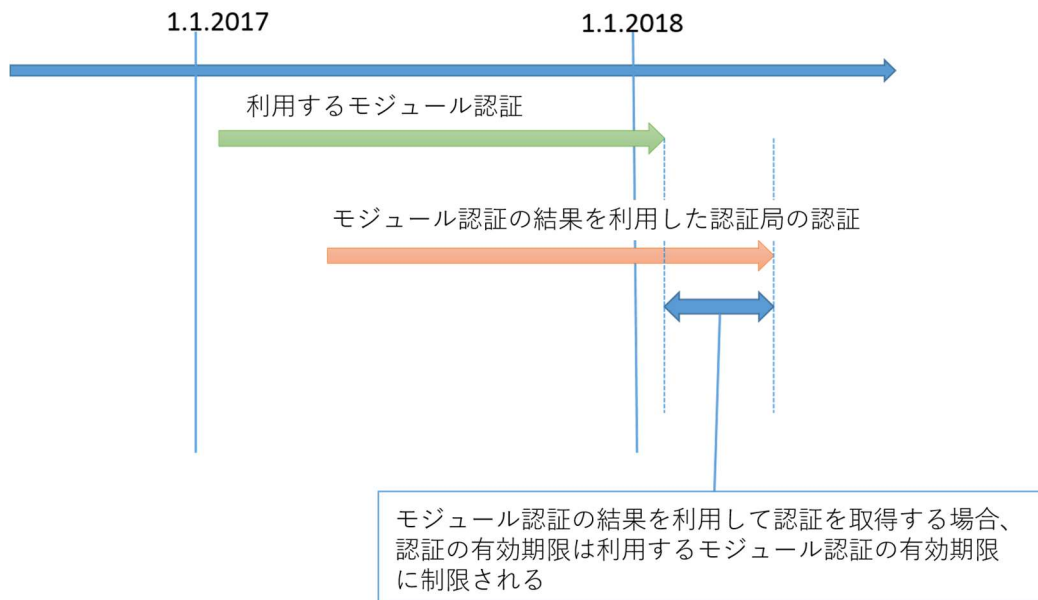 1.1.2017
1.1.2018
利用するモジュール認証
モジュール認証の結果を利用した認証局の認証
モジュール認証の結果を利用して認証を取得する場合、
認証の有効期限は利用するモジュール認証の有効期限
に制限される